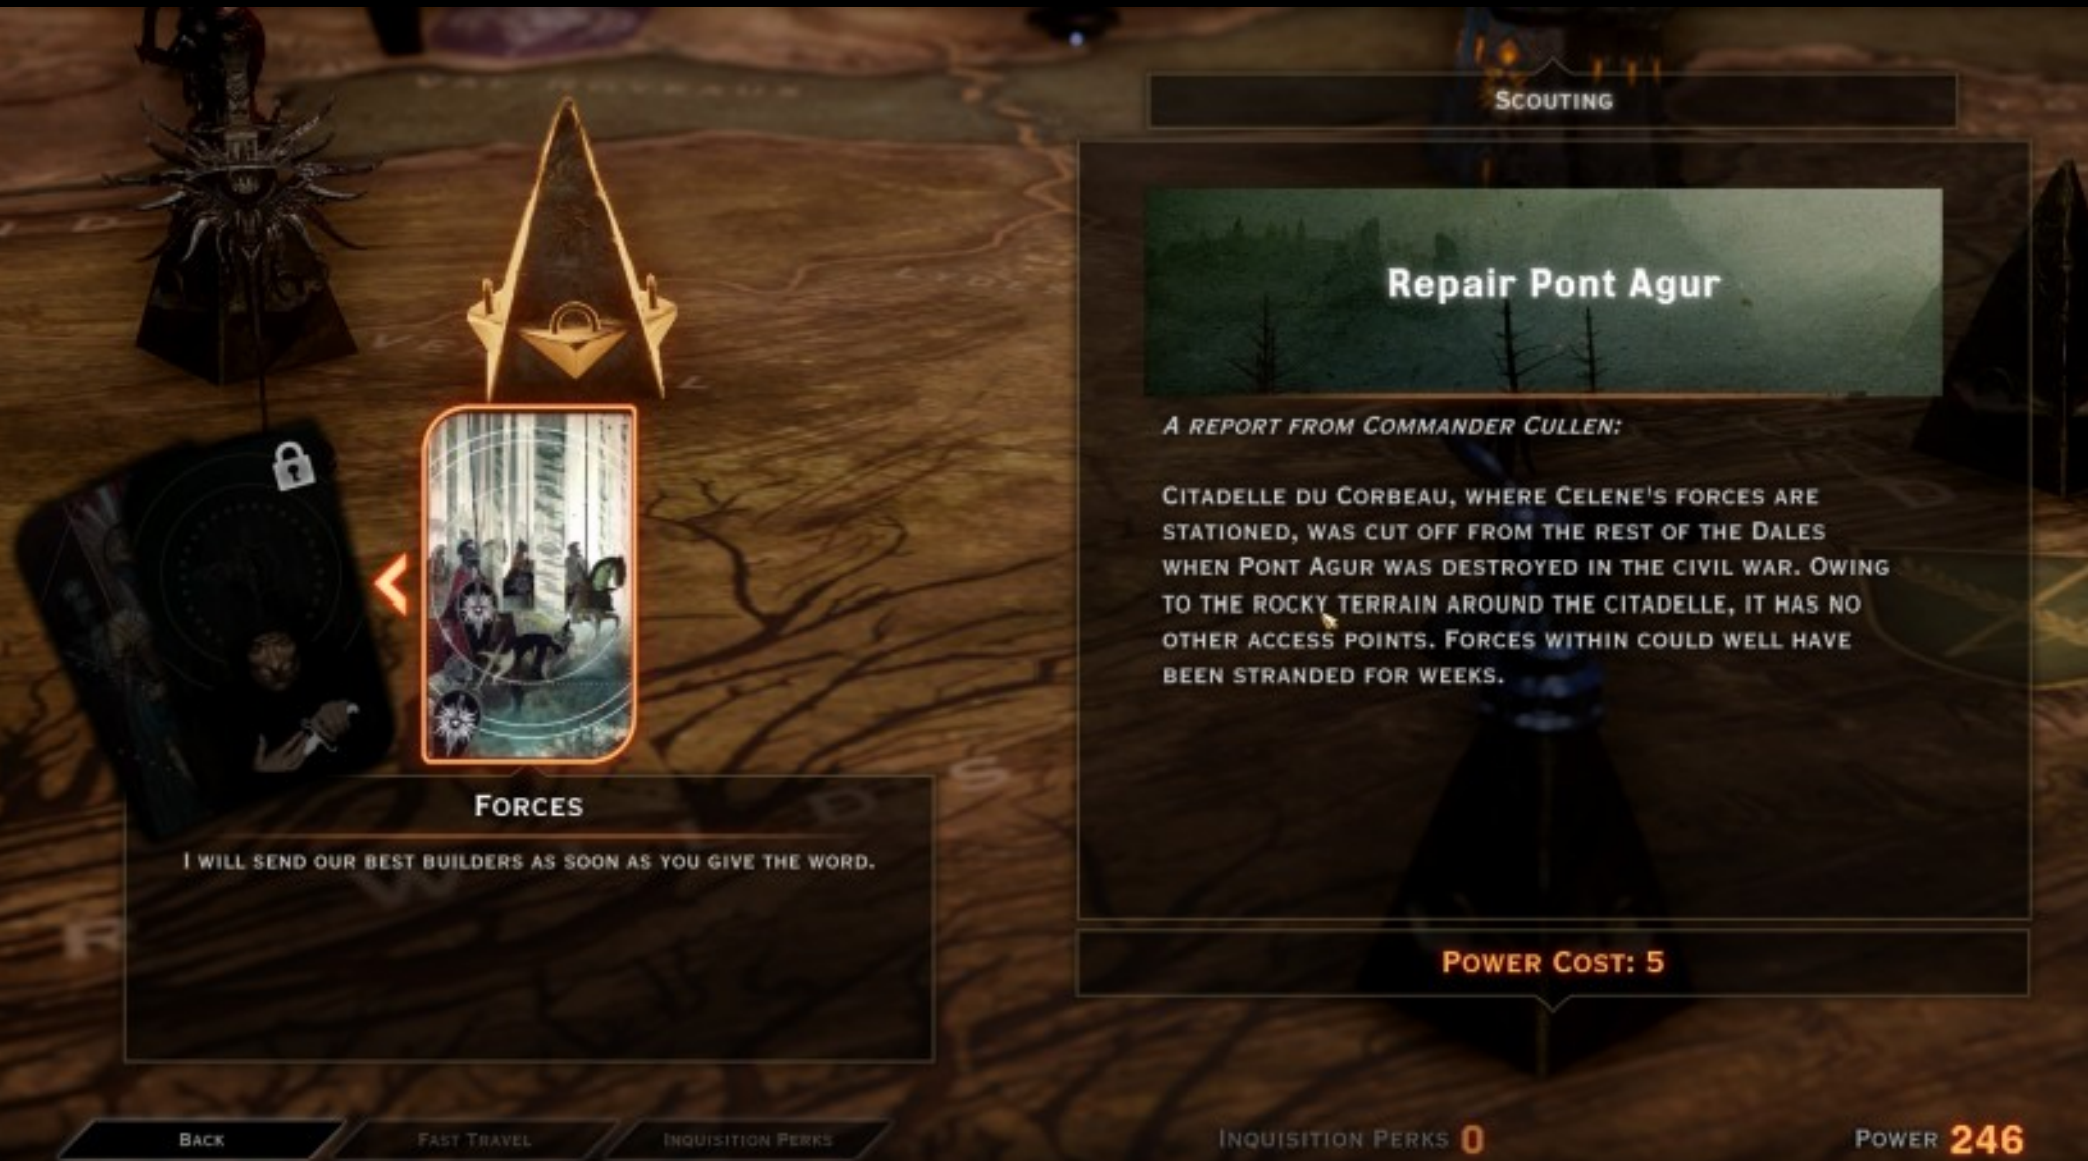 Scouting
Repair Pont Agur
A report from Commander Cullen:
Citadelle du Corbeau, where Celene's forces are
stationed, was cut off from the rest of the Dales
when Pont Agur was destroyed in the civil war. Owing
to the rocky terrain around the citadelle, it has no
other access points. Forces within could well have
been stranded for weeks.
Power Cost: 5
Forces
I will send our best builders as soon as you give the word.
Back
Fast Travel
Inquisition Perks
Inquisition Perks 0
Power 246